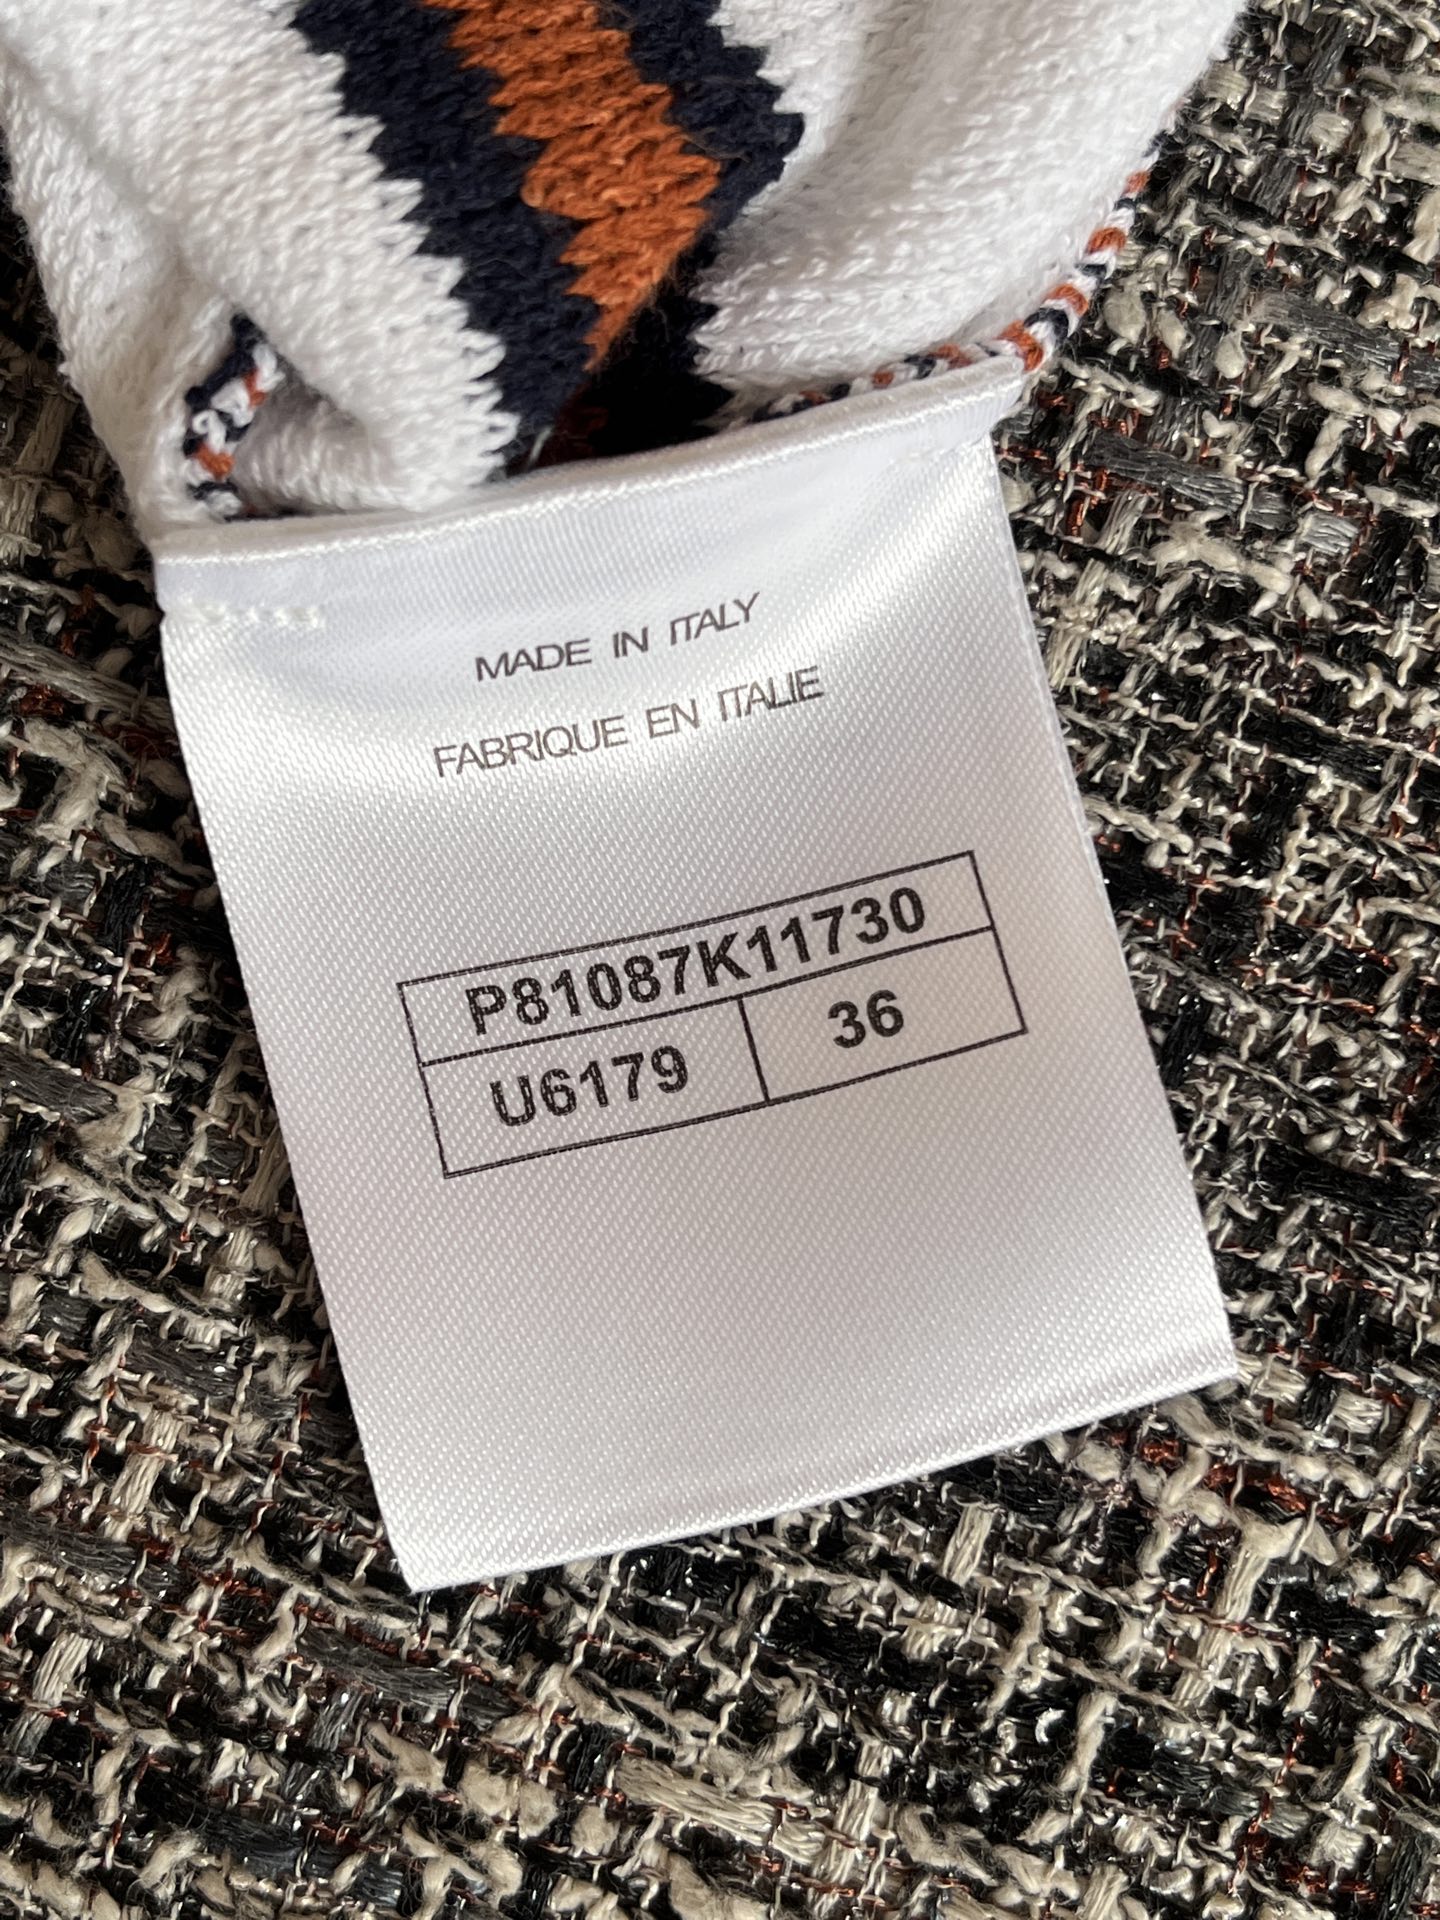 MADE IN ITALY
FABRIQUE EN ITALIE
P81087K11730
U6179 36